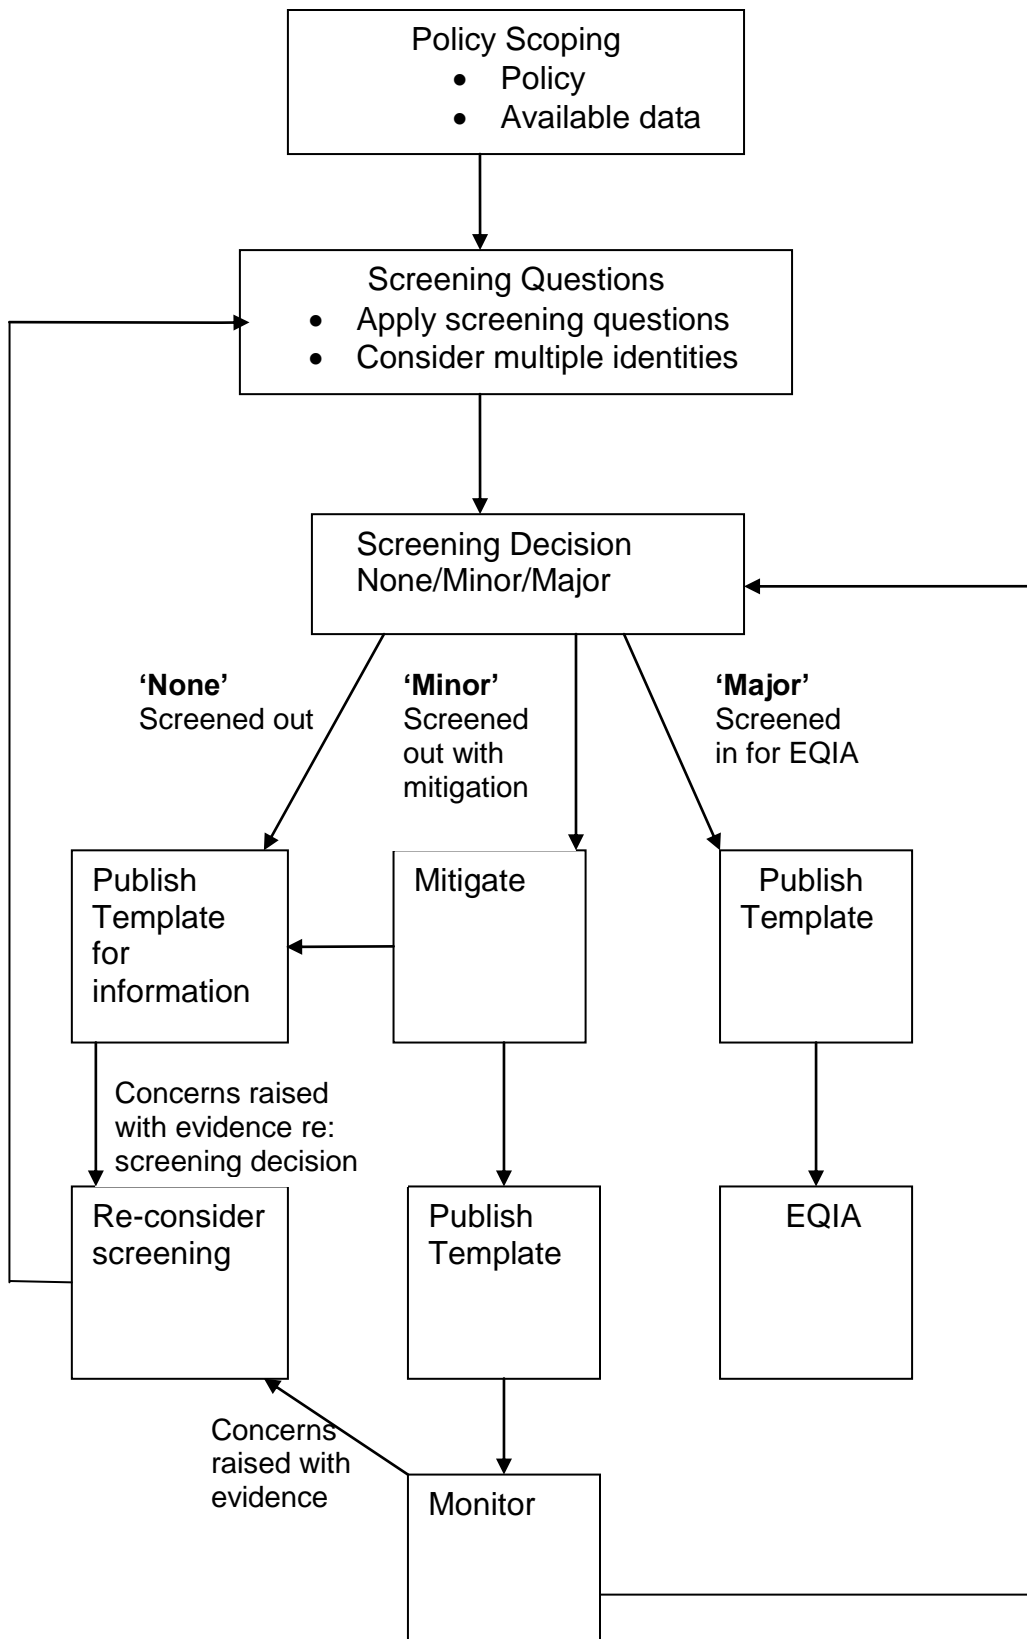 Policy Scoping
• Policy
• Available data
Screening Questions
• Apply screening questions
• Consider multiple identities
Screening Decision
None/Minor/Major
‘None’
Screened out
‘Minor’
Screened
out with
mitigation
‘Major’
Screened
in for EQIA
Publish
Template
for
information
Mitigate
Publish
Template
Concerns raised
with evidence re:
screening decision
Re-consider
screening
Publish
Template
EQIA
Concerns
raised with
evidence
Monitor